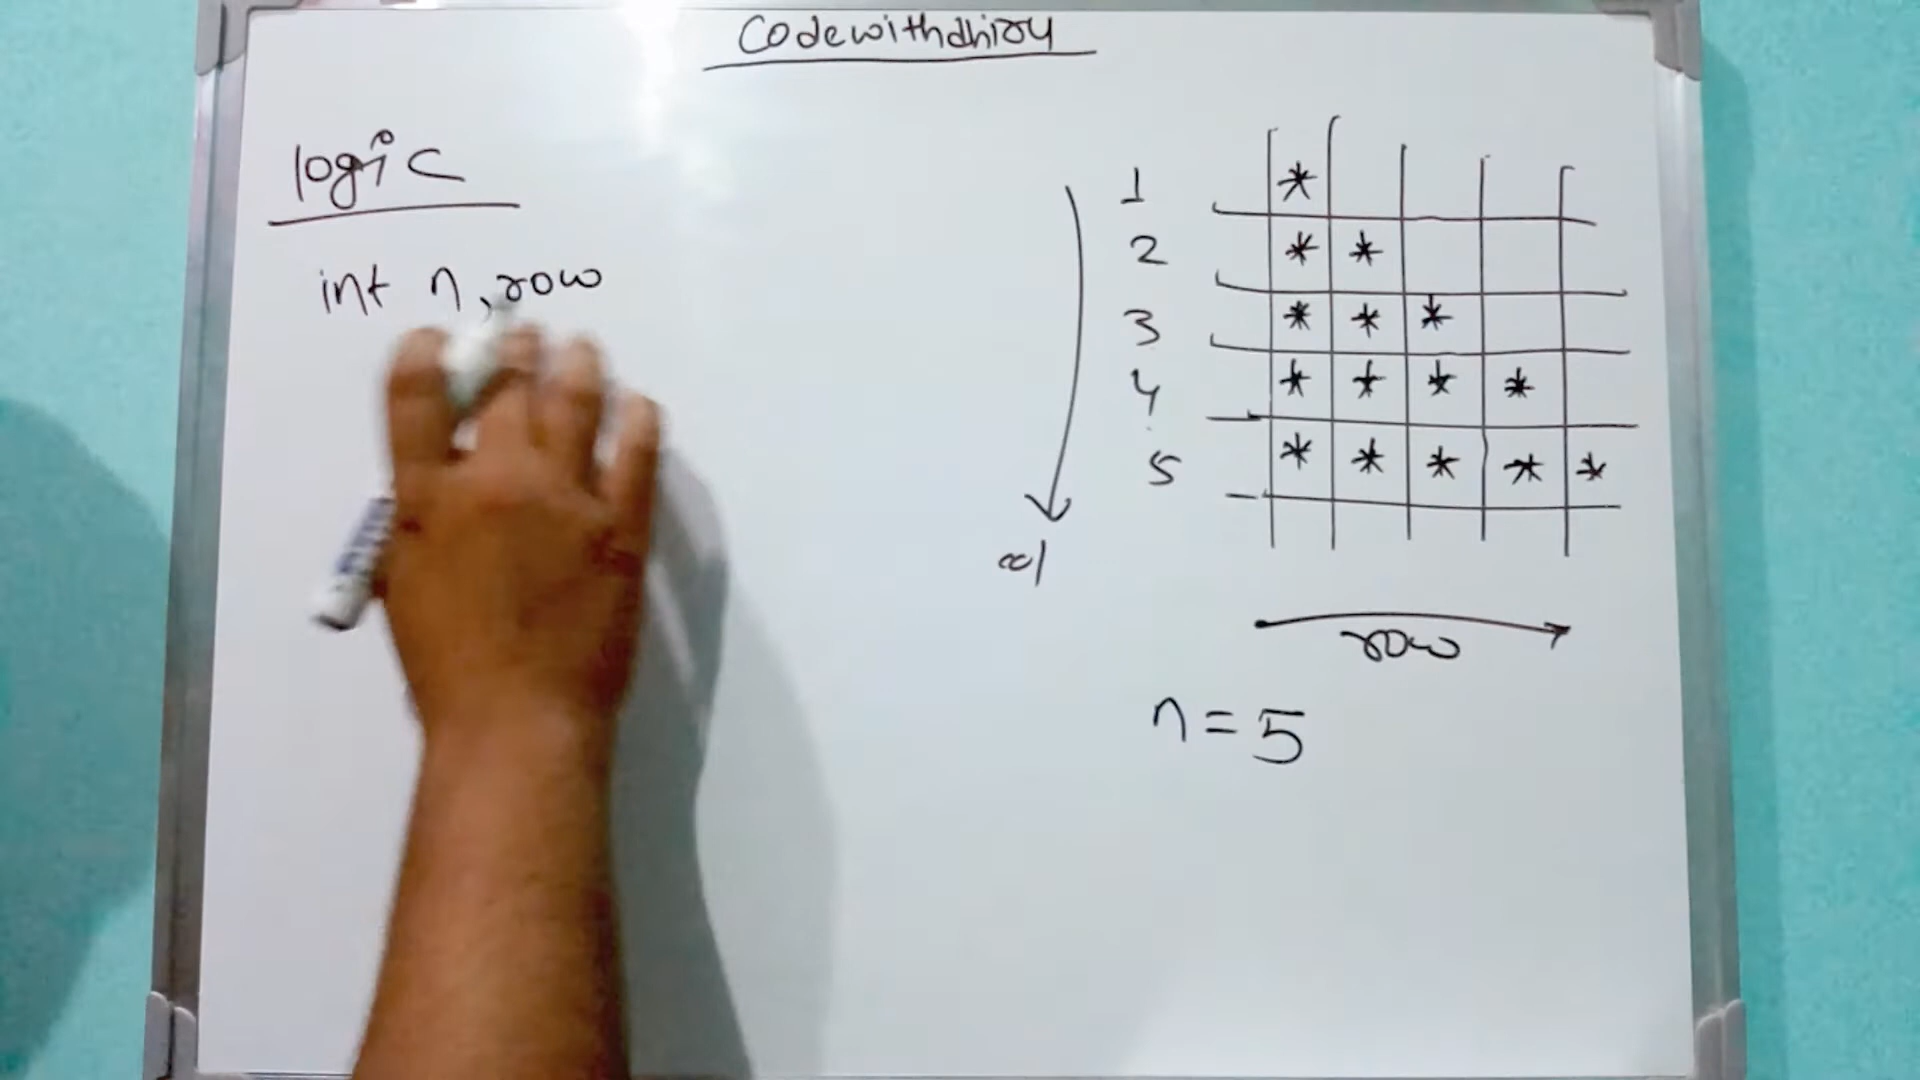 Codewithdhiru
logic
int n, row
1 *
2 * *
3 * * *
4 * * * *
5 * * * * *
col
row
n = 5